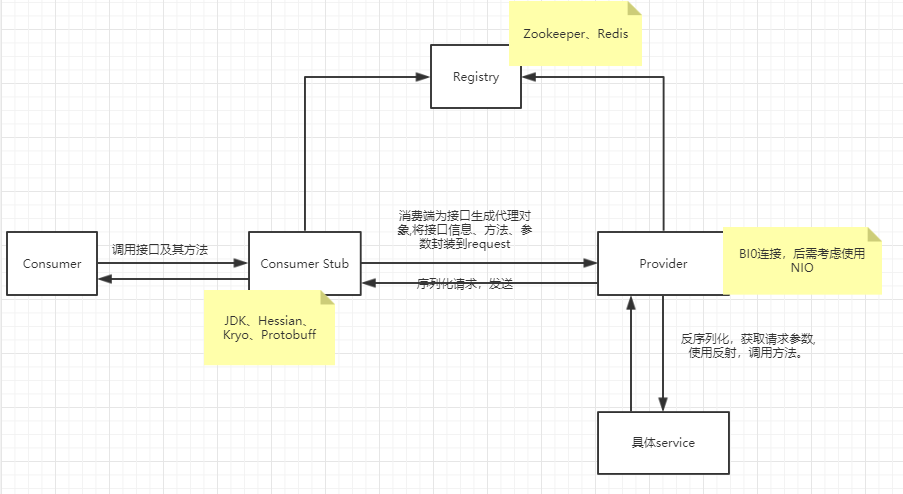 Zookeeper、Redis
Registry
消费端为接口生成代理对
象,将接口信息、方法、参
数封装到request
调用接口及其方法
Consumer
Consumer Stub
Provider
BIO连接，后需考虑使用
NIO
序列化请求，发送
JDK、Hessian、
Kryo、Protobuff
反序列化，获取请求参数,
使用反射，调用方法。
具体service